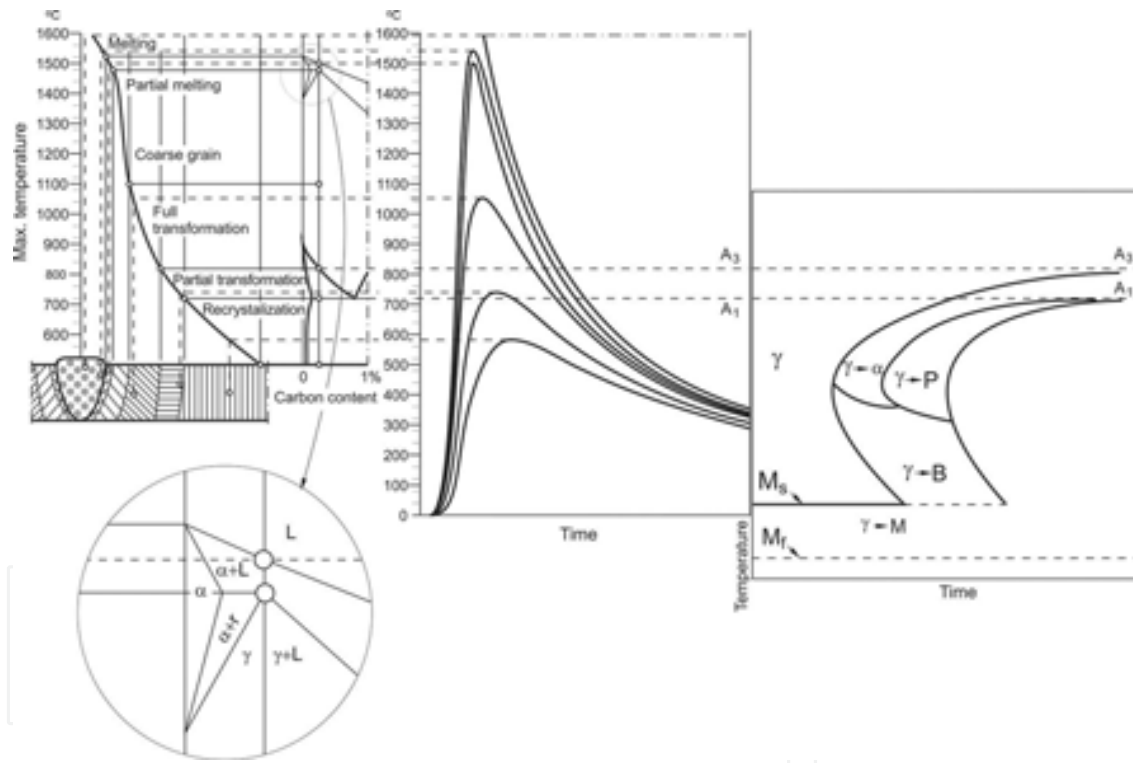 ºC
1600
1500
1400
1300
1200
1100
1000
900
800
700
600
Max. temperature
Melting
Partial melting
Coarse grain
Full
transformation
Partial transformation
Recrystalization
0
1%
Carbon content
ºC
1600
1500
1400
1300
1200
1100
1000
900
800
700
600
500
400
300
200
100
0
Time
A3
A1
A3
A1
γ
γ→α
γ→P
γ→B
Ms
γ→M
Mf
Temperature
Time
L
α+L
α
α+r
γ
γ+L